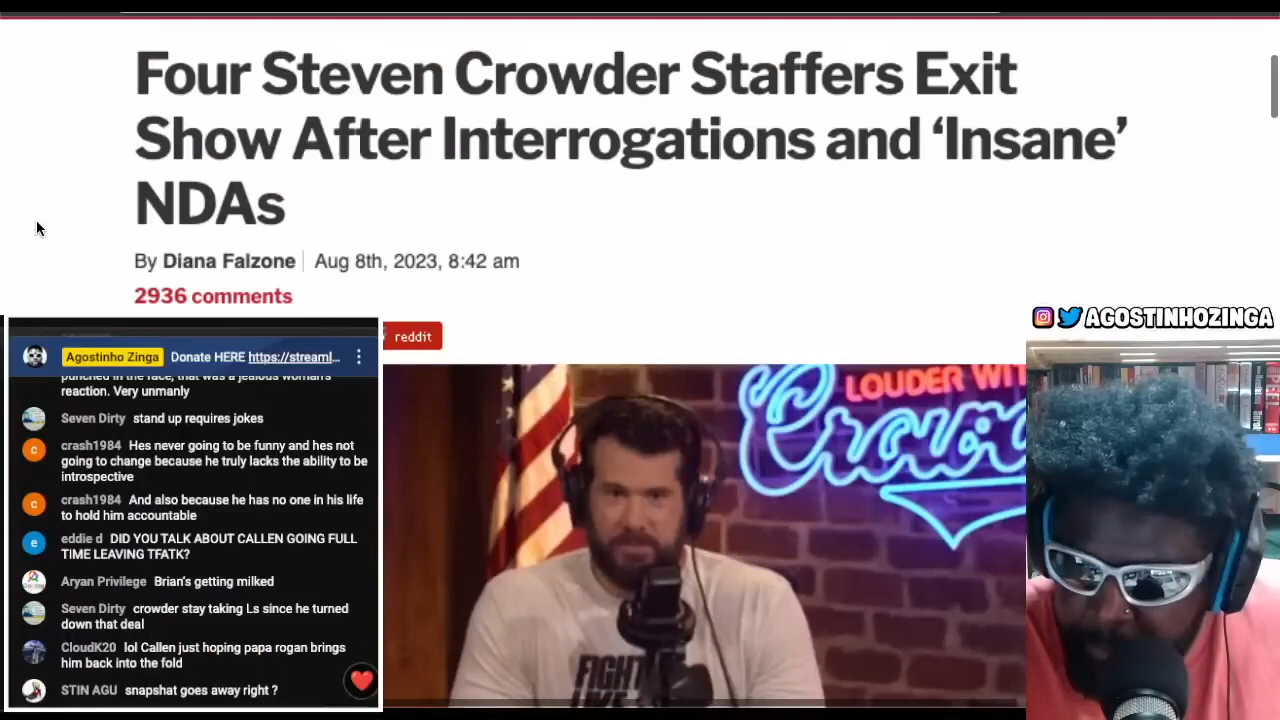 Four Steven Crowder Staffers Exit
Show After Interrogations and ‘Insane’
NDAs
By Diana Falzone Aug 8th, 2023, 8:42 am
2936 comments
reddit
AGOSTINHOZINGA
Agostinho Zinga Donate HERE https://streaml...
punched in the face, that was a jealous woman's
reaction. Very unmanly
Seven Dirty stand up requires jokes
crash1984 Hes never going to be funny and hes not
going to change because he truly lacks the ability to be
introspective
crash1984 And also because he has no one in his life
to hold him accountable
eddie d DID YOU TALK ABOUT CALLEN GOING FULL
TIME LEAVING TFATK?
Aryan Privilege Brian's getting milked
Seven Dirty crowder stay taking Ls since he turned
down that deal
CloudK20 lol Callen just hoping papa rogan brings
him back into the fold
STIN AGU snapshat goes away right ?
LOUDER WIT
Crow
FIGHT